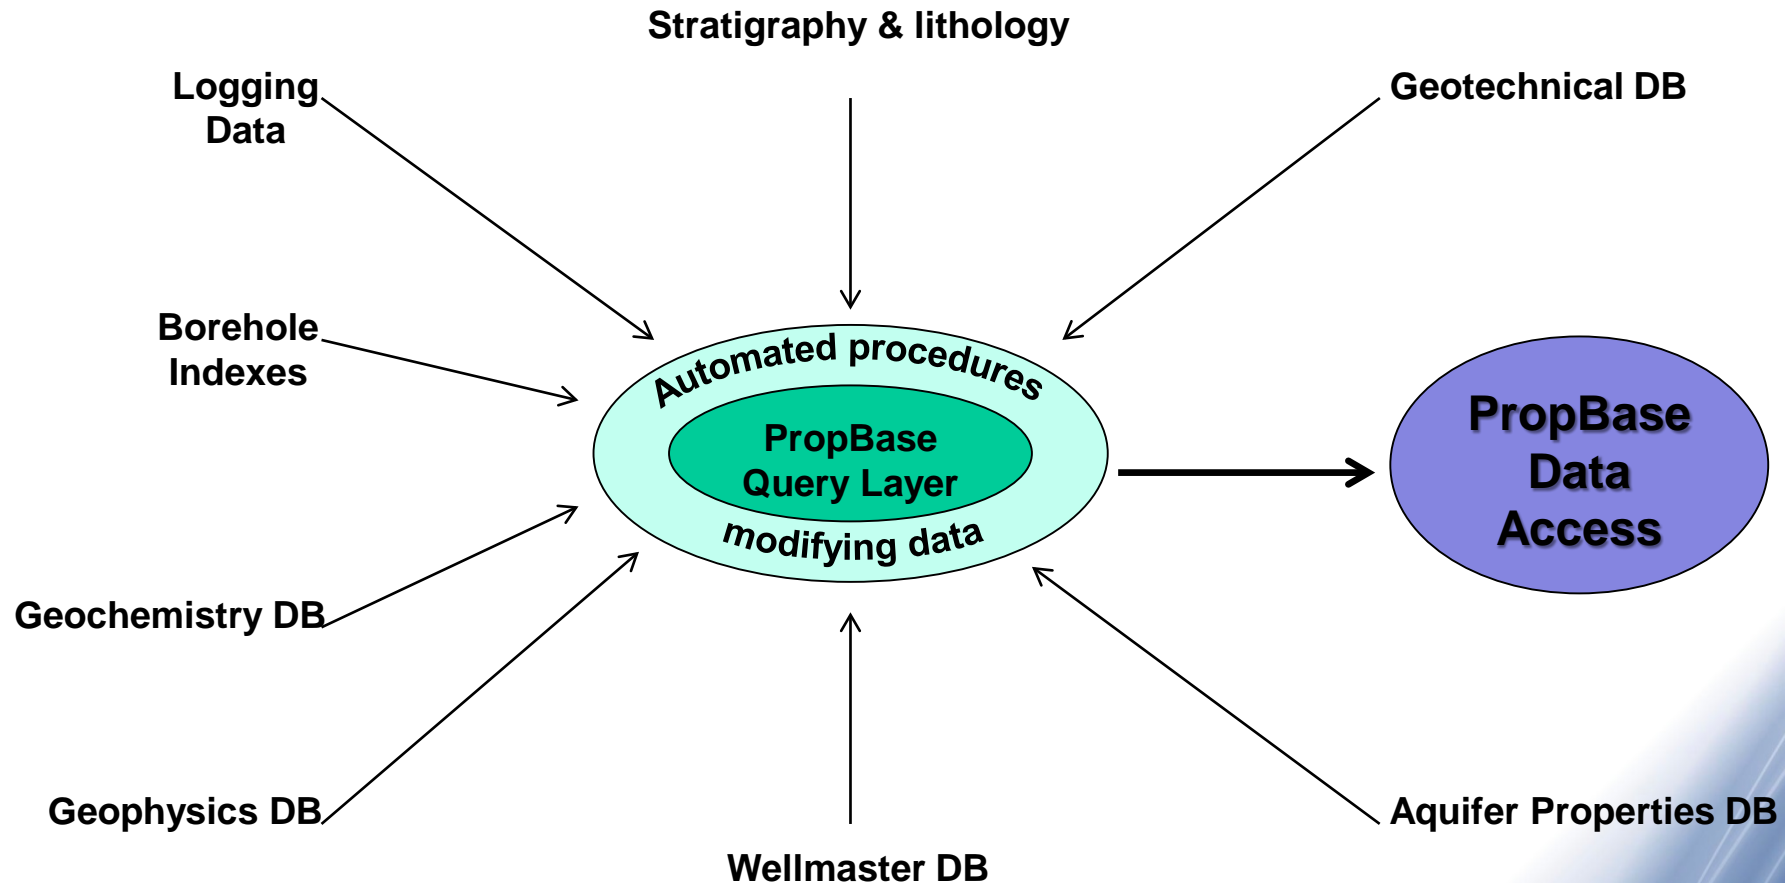 Stratigraphy & lithology
Logging
Data
Geotechnical DB
Borehole
Indexes
Automated procedures
PropBase
Query Layer
modifying data
PropBase
Data
Access
Geochemistry DB
Geophysics DB
Wellmaster DB
Aquifer Properties DB